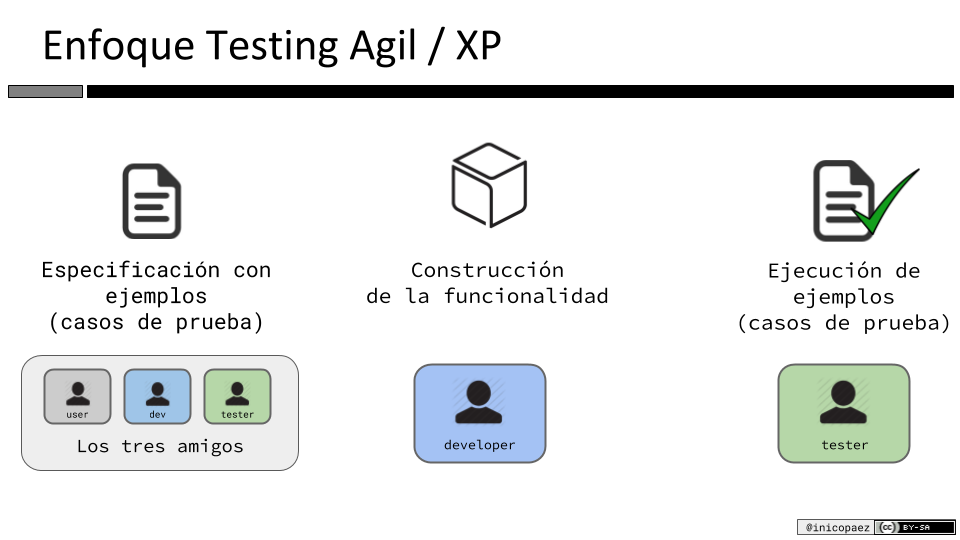 Enfoque Testing Agil / XP
Especificación con
ejemplos
(casos de prueba)
Construcción
de la funcionalidad
Ejecución de
ejemplos
(casos de prueba)
user
dev
tester
Los tres amigos
developer
tester
@inicopaez
cc
BY-SA